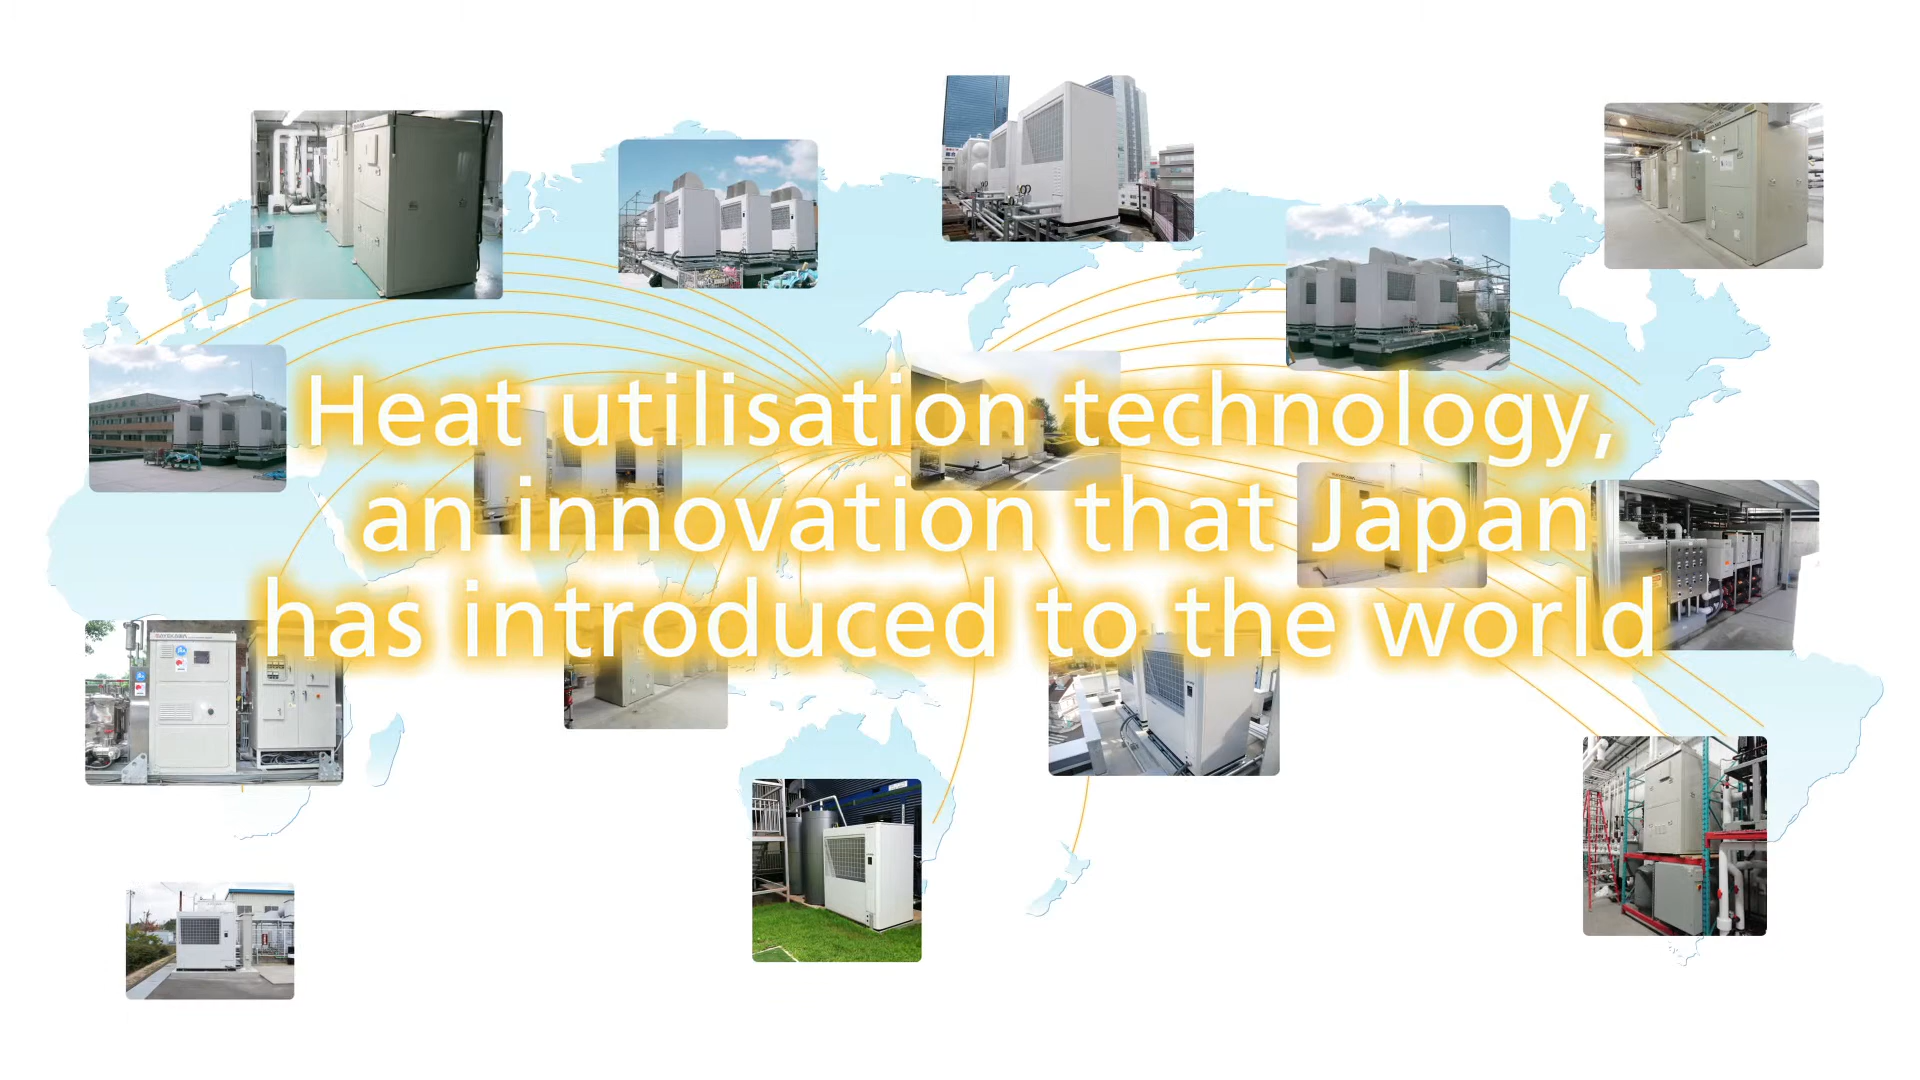 Heat utilisation technology,
an innovation that Japan
has introduced to the world